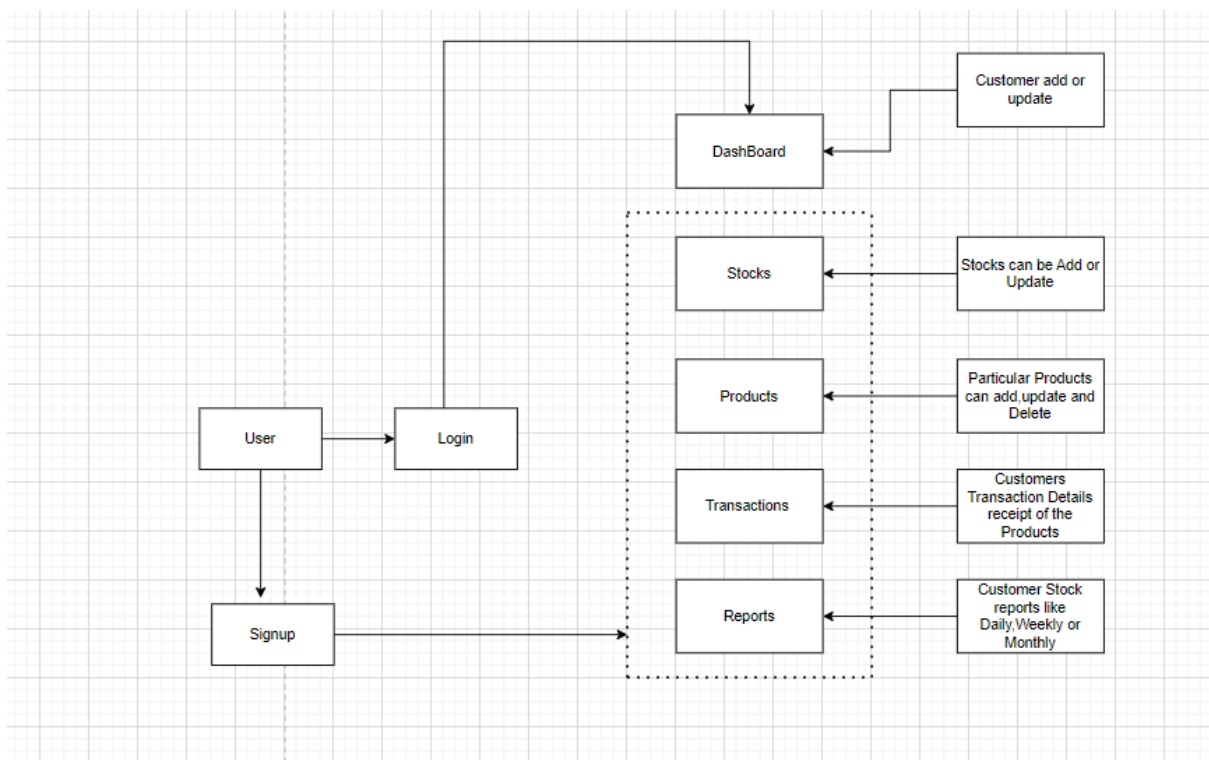 Customer add or
update
DashBoard
Stocks
Stocks can be Add or
Update
Products
Particular Products
can add,update and
Delete
User
Login
Transactions
Customers
Transaction Details
receipt of the
Products
Signup
Reports
Customer Stock
reports like
Daily,Weekly or
Monthly